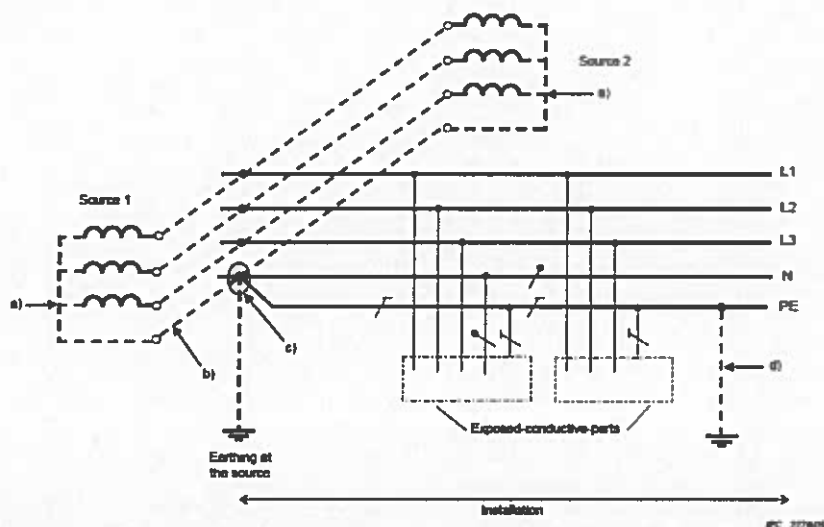 Source 2
a)
L1
Source 1
L2
L3
N
a)
PE
c)
b)
d)
Exposed-conductive-parts
Earthing at
the source
Installation